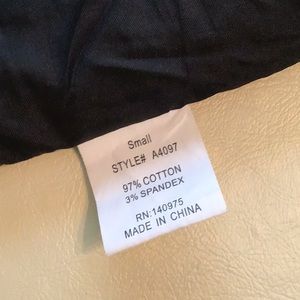 Small
STYLE# A4097
97% COTTON
3% SPANDEX
RN:140975
MADE IN CHINA